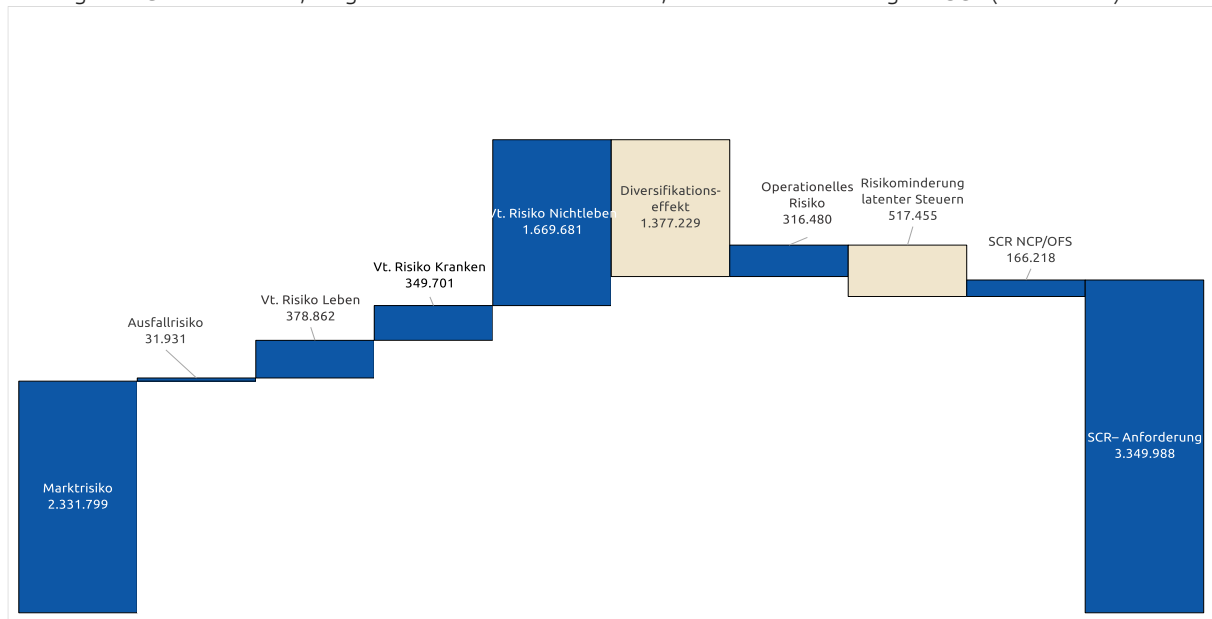 Marktrisiko
2.331.799
Ausfallrisiko
31.931
Vt. Risiko Leben
378.862
Vt. Risiko Kranken
349.701
Vt. Risiko Nichtleben
1.669.681
Diversifikations-
effekt
1.377.229
Operationelles
Risiko
316.480
Risikominderung
latenter Steuern
517.455
SCR NCP/OFS
166.218
SCR– Anforderung
3.349.988